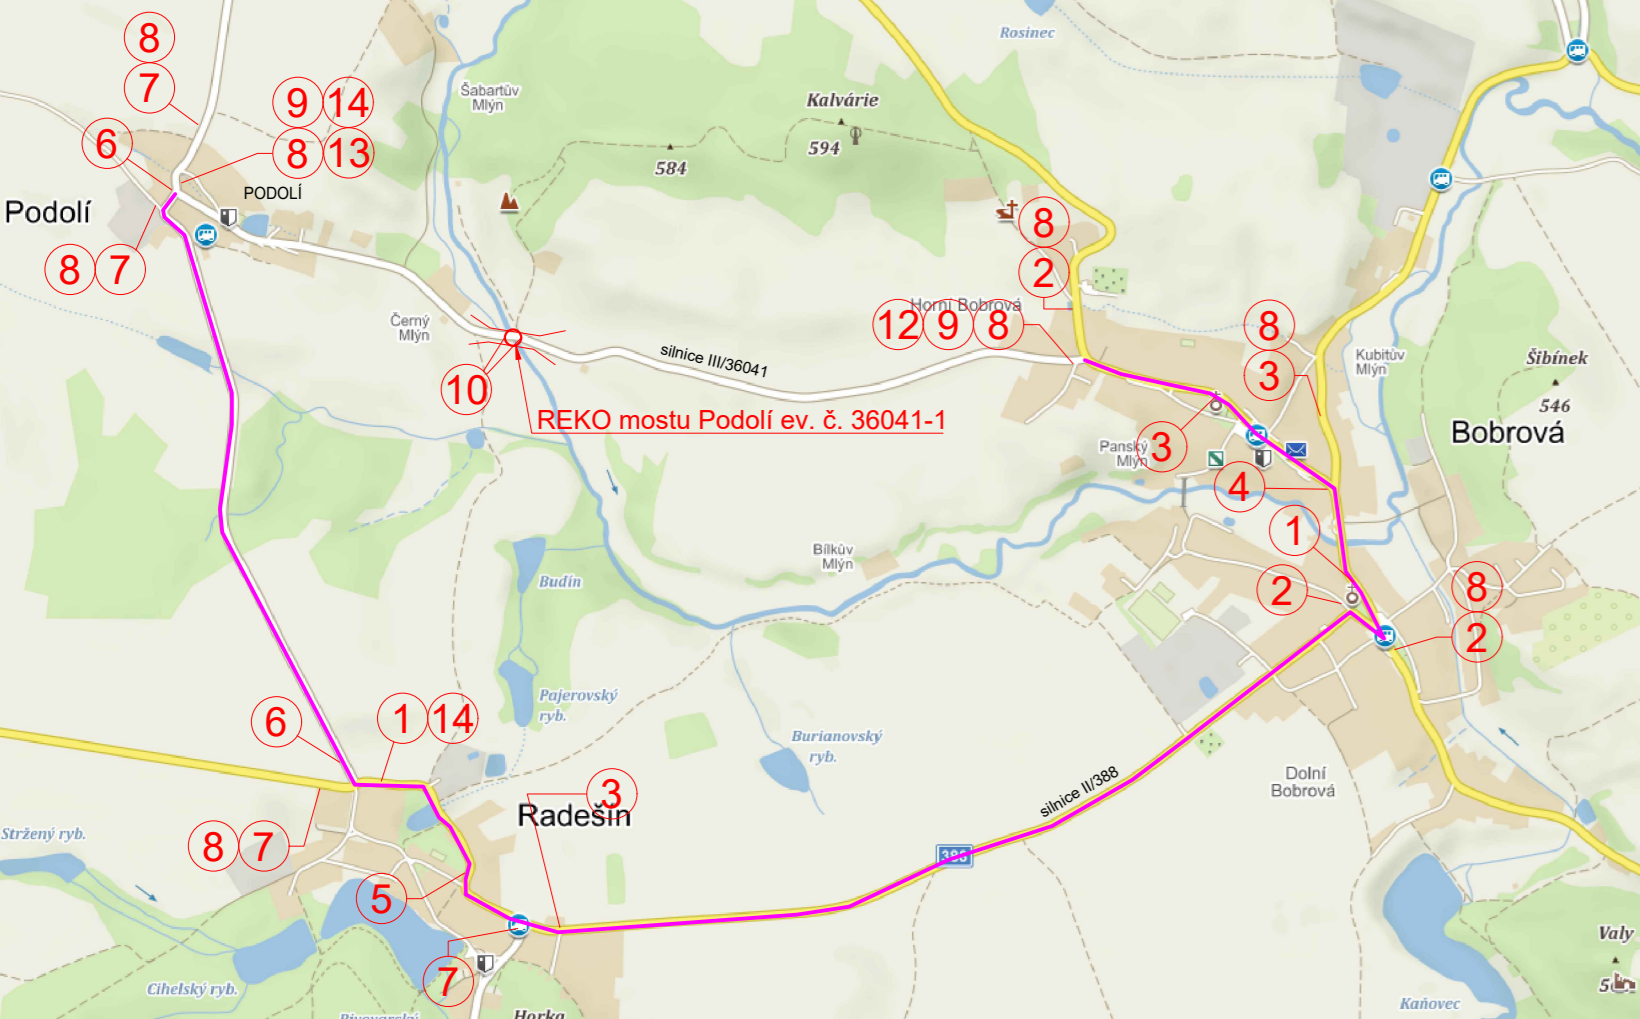 8
Rosinec
7
Šabartův
Mlýn
9 14
Kalvárie
6
8 13
594
584
PODOLÍ
Podolí
8
8 7
2
Horní Bobrová
12 9 8
8
Černý
Mlýn
silnice III/36041
Kubitův
Mlýn
Šibínek
3
10
546
REKO mostu Podolí ev. č. 36041-1
Bobrová
Panský
Mlýn
3
4
1
Bílkův
Mlýn
Budín
2
8
2
Pajerovský
ryb.
6
1 14
Burianovský
ryb.
silnice II/388
Dolní
Bobrová
3
Radešín
Stržený ryb.
8 7
388
5
Valy
7
Cihelský ryb.
Kaňovec
Pivovarský
Horka